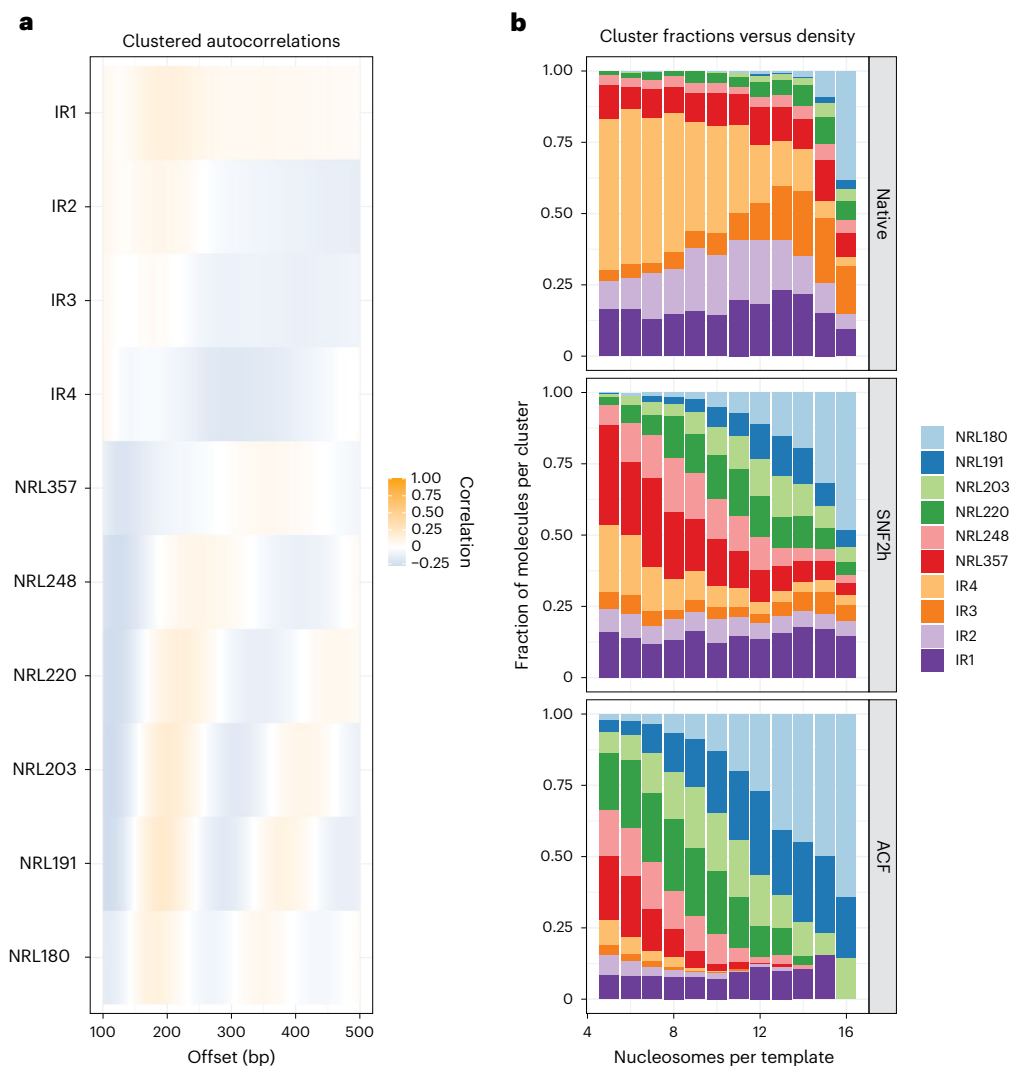 a
Clustered autocorrelations
IR1
IR2
IR3
IR4
NRL357
NRL248
NRL220
NRL203
NRL191
NRL180
100
200
300
400
500
Offset (bp)
1.00
0.75
0.50
0.25
0
−0.25
Correlation
b
Cluster fractions versus density
Fraction of molecules per cluster
1.00
0.75
0.50
0.25
0
Native
1.00
0.75
0.50
0.25
0
SNF2h
1.00
0.75
0.50
0.25
0
ACF
4
8
12
16
Nucleosomes per template
NRL180
NRL191
NRL203
NRL220
NRL248
NRL357
IR4
IR3
IR2
IR1